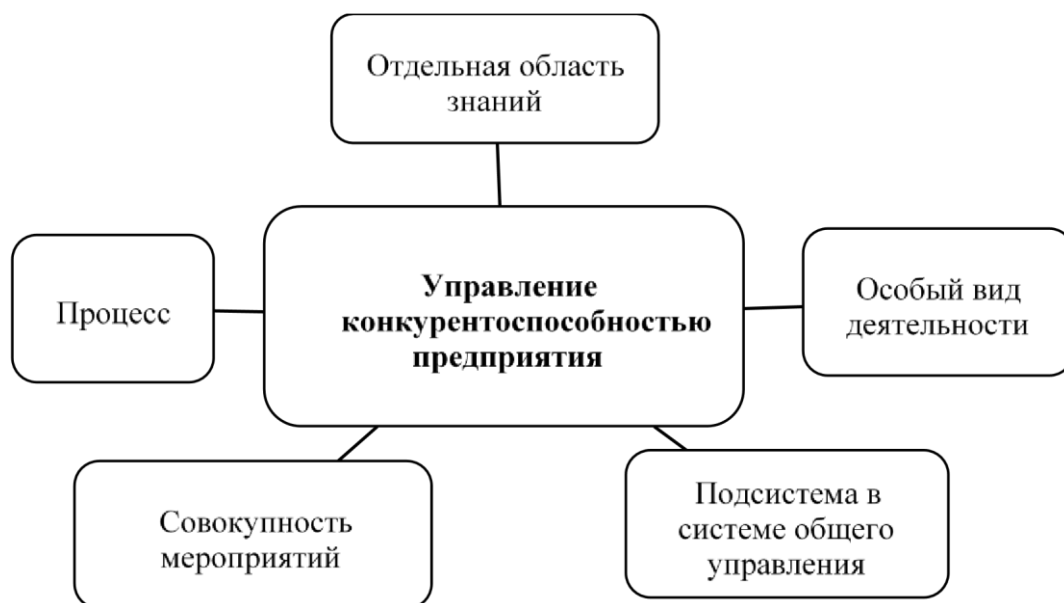 Отдельная область
знаний
Процесс
Управление
конкурентоспособностью
предприятия
Особый вид
деятельности
Совокупность
мероприятий
Подсистема в
системе общего
управления